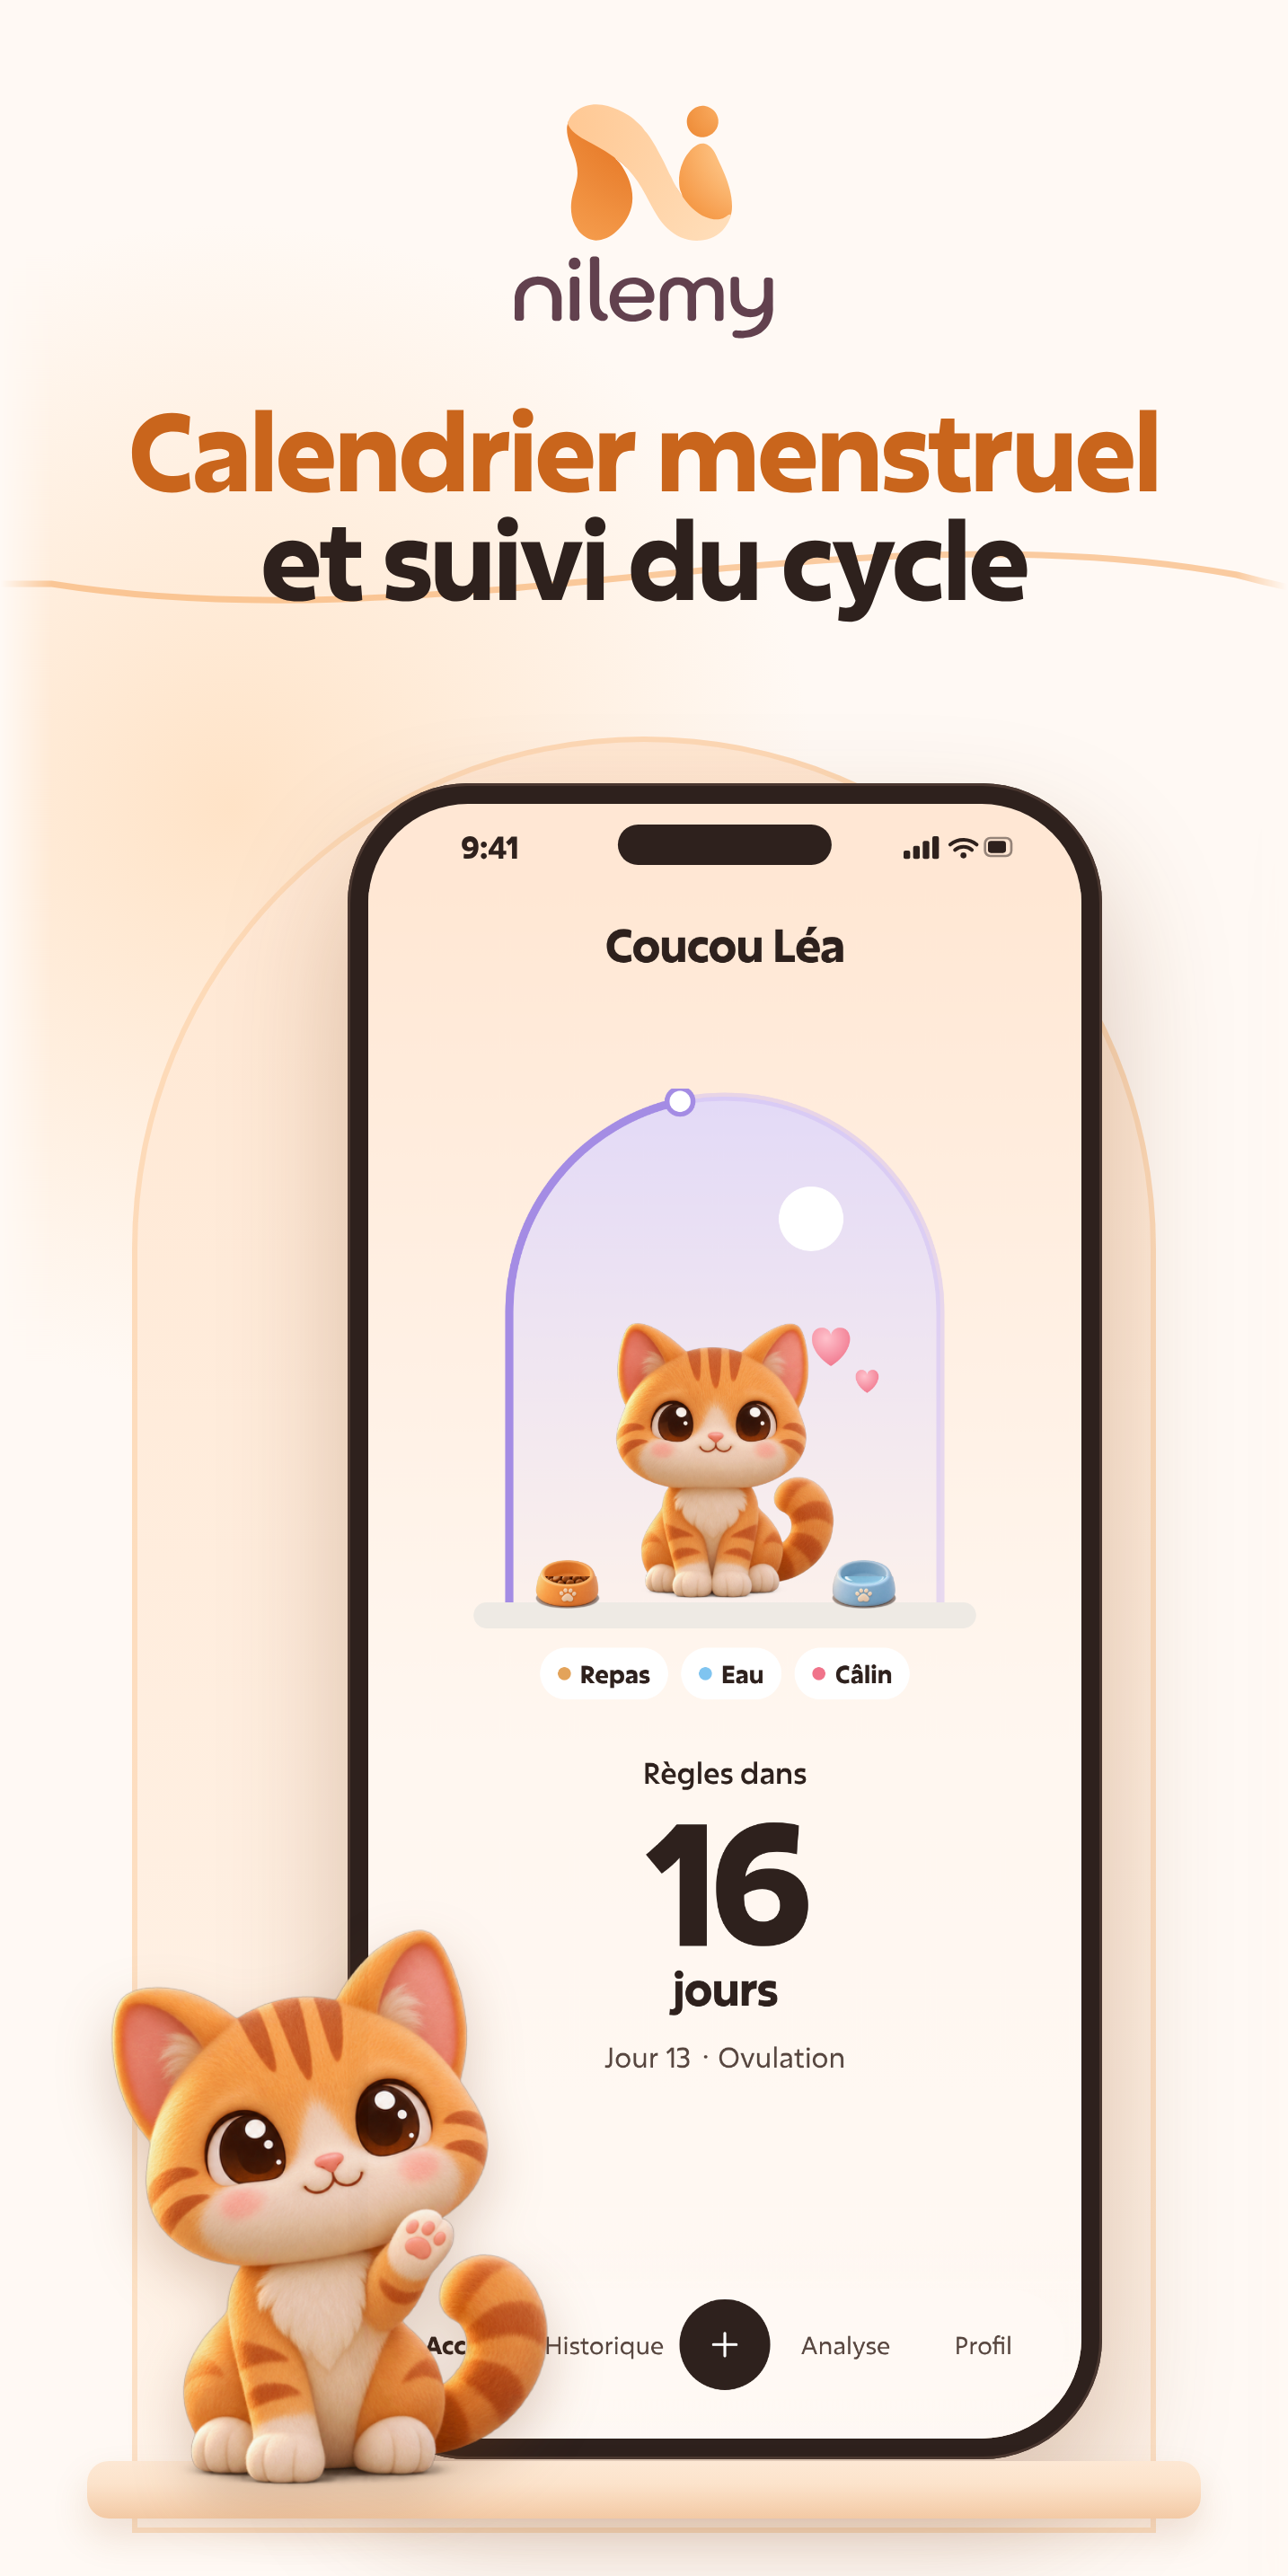 nilemy
Calendrier menstruel
et suivi du cycle
9:41
Coucou Léa
Repas Eau Câlin
Règles dans
16
jours
Jour 13 · Ovulation
Historique + Analyse Profil